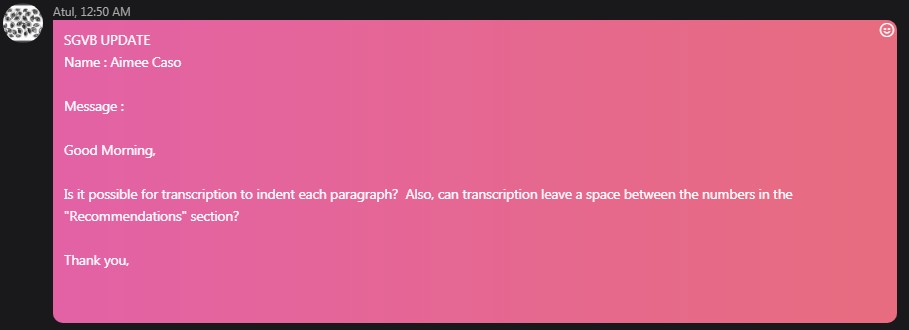 Atul, 12:50 AM
SGVB UPDATE
Name : Aimee Caso
Message :
Good Morning,
Is it possible for transcription to indent each paragraph?  Also, can transcription leave a space between the numbers in the
"Recommendations" section?
Thank you,